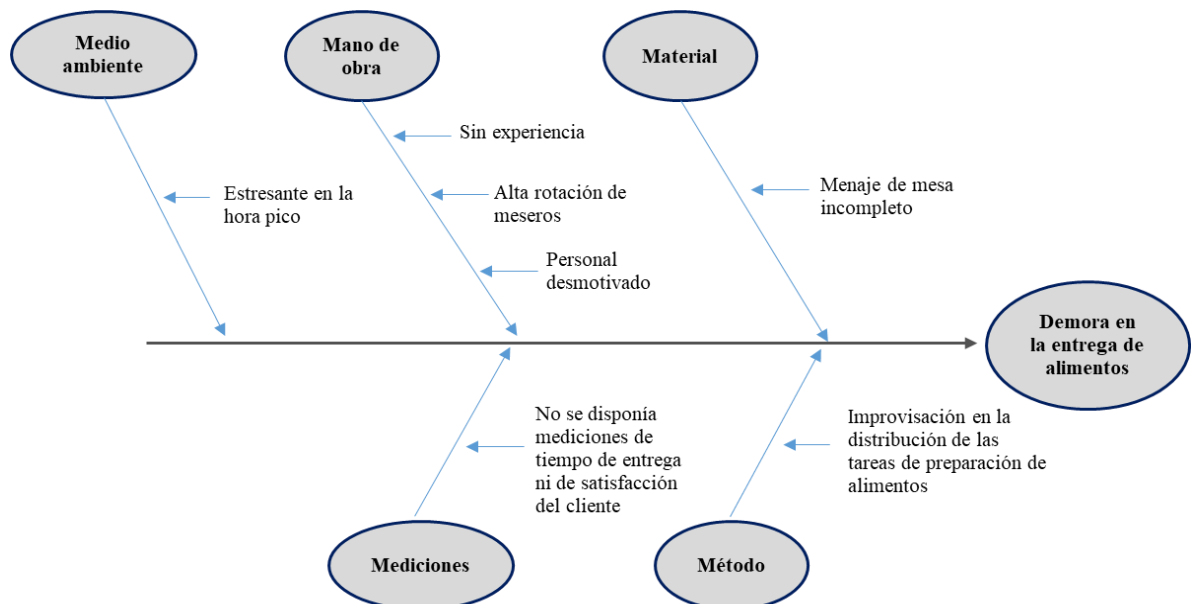 Medio
ambiente
Mano de
obra
Material
Sin experiencia
Estresante en la
hora pico
Alta rotación de
meseros
Menaje de mesa
incompleto
Personal
desmotivado
Demora en
la entrega de
alimentos
No se disponía
mediciones de
tiempo de entrega
ni de satisfacción
del cliente
Improvisación en la
distribución de las
tareas de preparación de
alimentos
Mediciones
Método